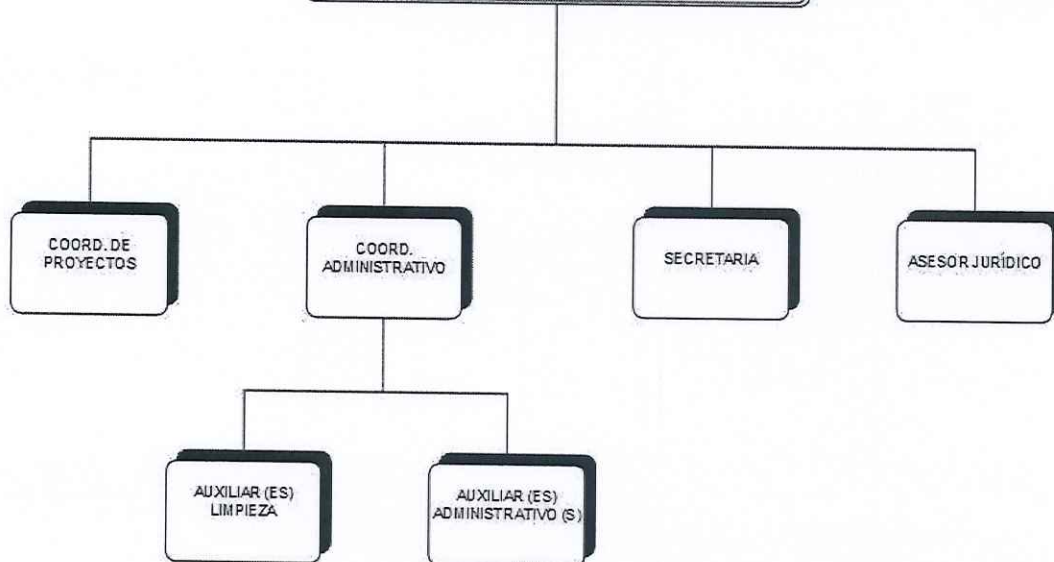 COORD. DE
PROYECTOS
COORD.
ADMINISTRATIVO
SECRETARIA
ASESOR JURÍDICO
AUXILIAR (ES)
LIMPIEZA
AUXILIAR (ES)
ADMINISTRATIVO (S)